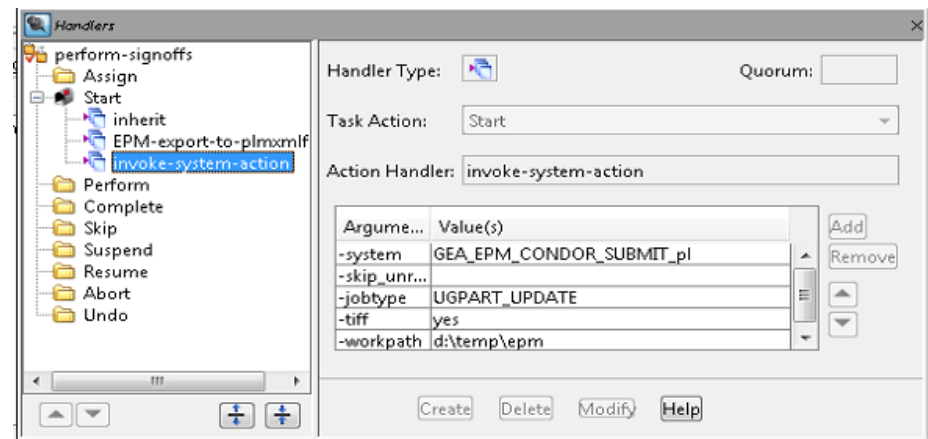 Handlers
perform-signoffs
Assign
Start
inherit
EPM-export-to-plmxmlf
invoke-system-action
Perform
Complete
Skip
Suspend
Resume
Abort
Undo
Handler Type:
Quorum:
Task Action:
Start
Action Handler:
invoke-system-action
Argume... Value(s)
-system GEA_EPM_CONDOR_SUBMIT_pl
-skip_unr...
-jobtype UGPART_UPDATE
-tiff yes
-workpath d:\temp\epm
Add
Remove
Create Delete Modify Help